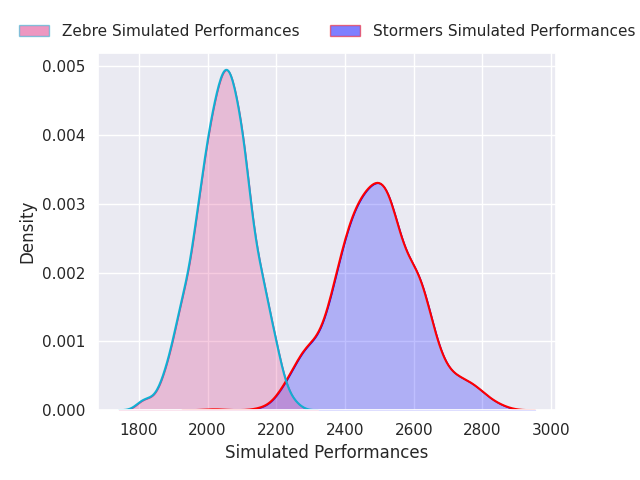 Zebre Simulated Performances Stormers Simulated Performances
0.005
0.004
0.003
0.002
0.001
0.000
Density
1800 2000 2200 2400 2600 2800 3000
Simulated Performances